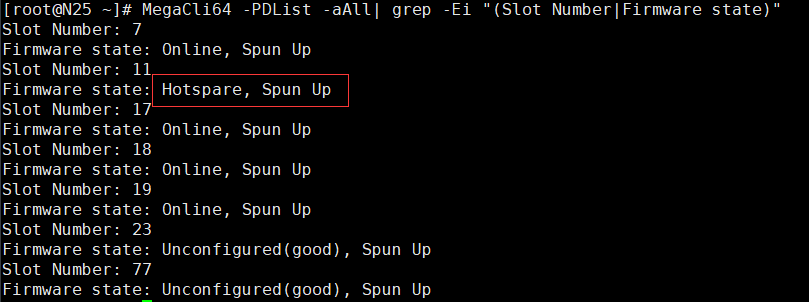 [root@N25 ~]# MegaCli64 -PDList -aAll| grep -Ei "(Slot Number|Firmware state)"
Slot Number: 7
Firmware state: Online, Spun Up
Slot Number: 11
Firmware state: Hotspare, Spun Up
Slot Number: 17
Firmware state: Online, Spun Up
Slot Number: 18
Firmware state: Online, Spun Up
Slot Number: 19
Firmware state: Online, Spun Up
Slot Number: 23
Firmware state: Unconfigured(good), Spun Up
Slot Number: 77
Firmware state: Unconfigured(good), Spun Up